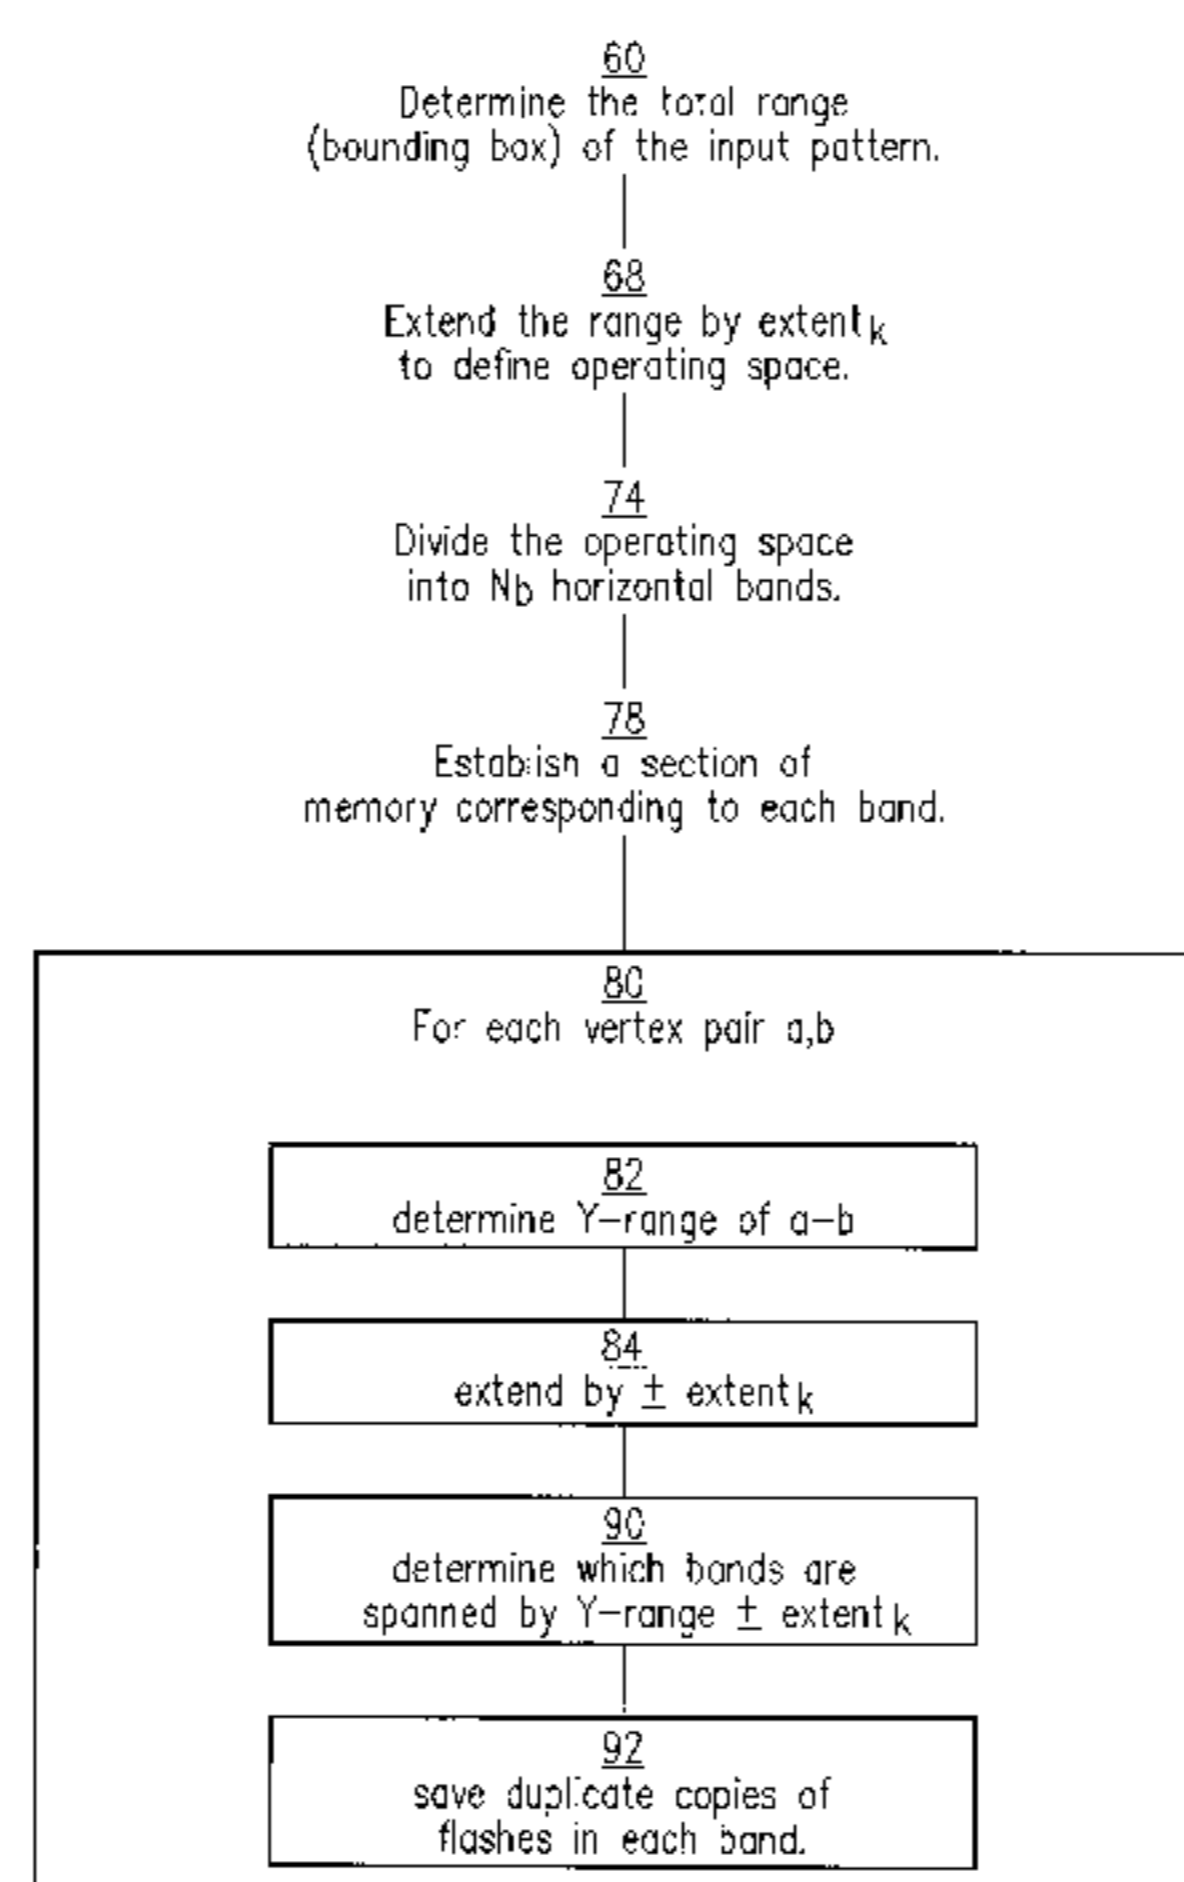 60
Determine the total range
(bounding box) of the input pattern.
68
Extend the range by extentk
to define operating space.
74
Divide the operating space
into Nb horizontal bands.
78
Establish a section of
memory corresponding to each band.
80
For each vertex pair a,b
82
determine Y-range of a-b
84
extend by ± extentk
90
determine which bands are
spanned by Y-range ± extentk
92
save duplicate copies of
flashes in each band.